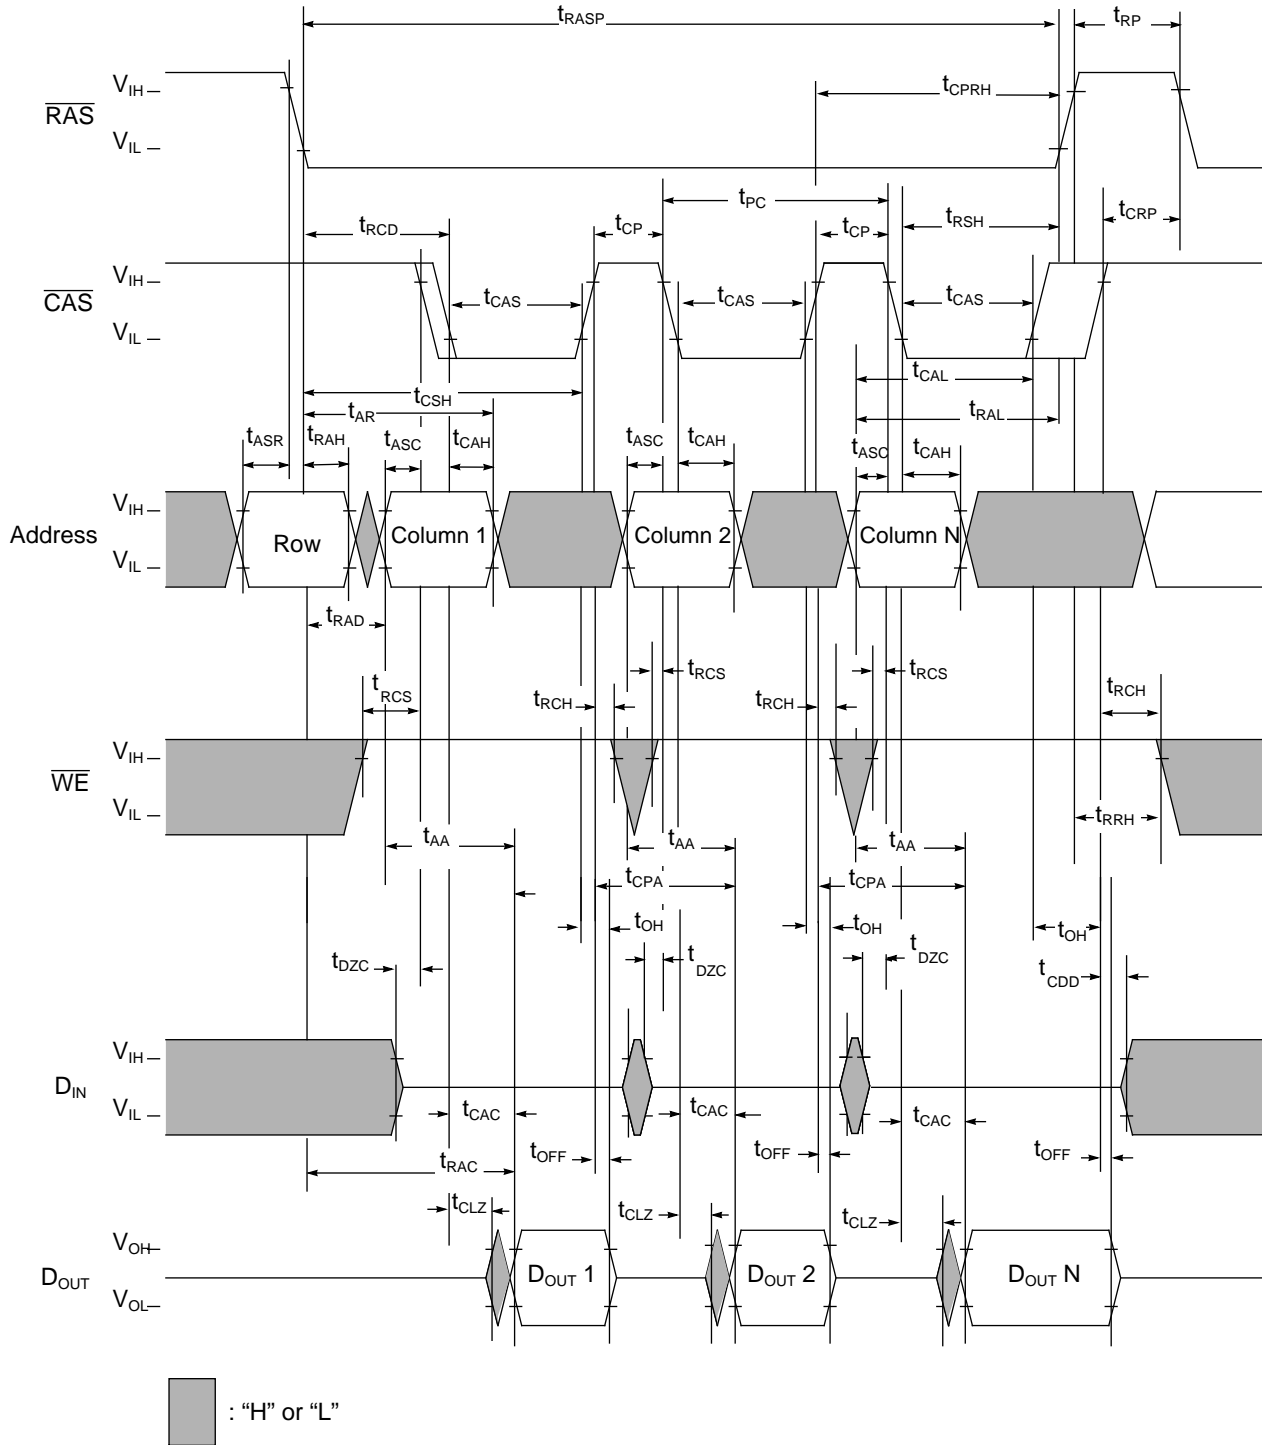 tRASP
tRP
tCPRH
VIH
RAS
VIL
tPC
tRCD
tCP
tCP
tRSH
tCRP
VIH
CAS
tCAS
tCAS
tCAS
VIL
tCAL
tCSH
tAR
tRAL
tASR
tRAH
tASC
tCAH
tASC
tCAH
tASC
tCAH
VIH
Address
Row
Column 1
Column 2
Column N
VIL
tRAD
tRCS
tRCS
tRCS
tRCH
tRCH
tRCH
VIH
WE
VIL
tRRH
tAA
tAA
tAA
tCPA
tCPA
tOH
tOH
tOH
tDZC
tDZC
tDZC
tCDD
VIH
DIN
VIL
tCAC
tCAC
tCAC
tRAC
tOFF
tOFF
tOFF
tCLZ
tCLZ
tCLZ
VOH
DOUT
DOUT 1
DOUT 2
DOUT N
VOL
: “H” or “L”